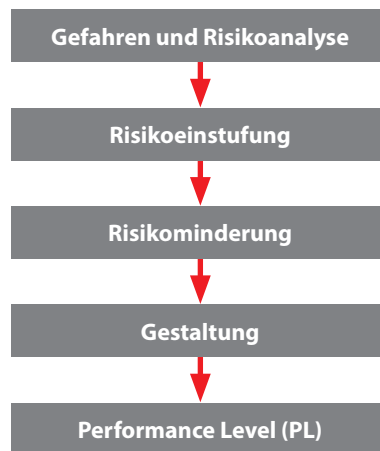 Gefahren und Risikoanalyse
Risikoeinstufung
Risikominderung
Gestaltung
Performance Level (PL)